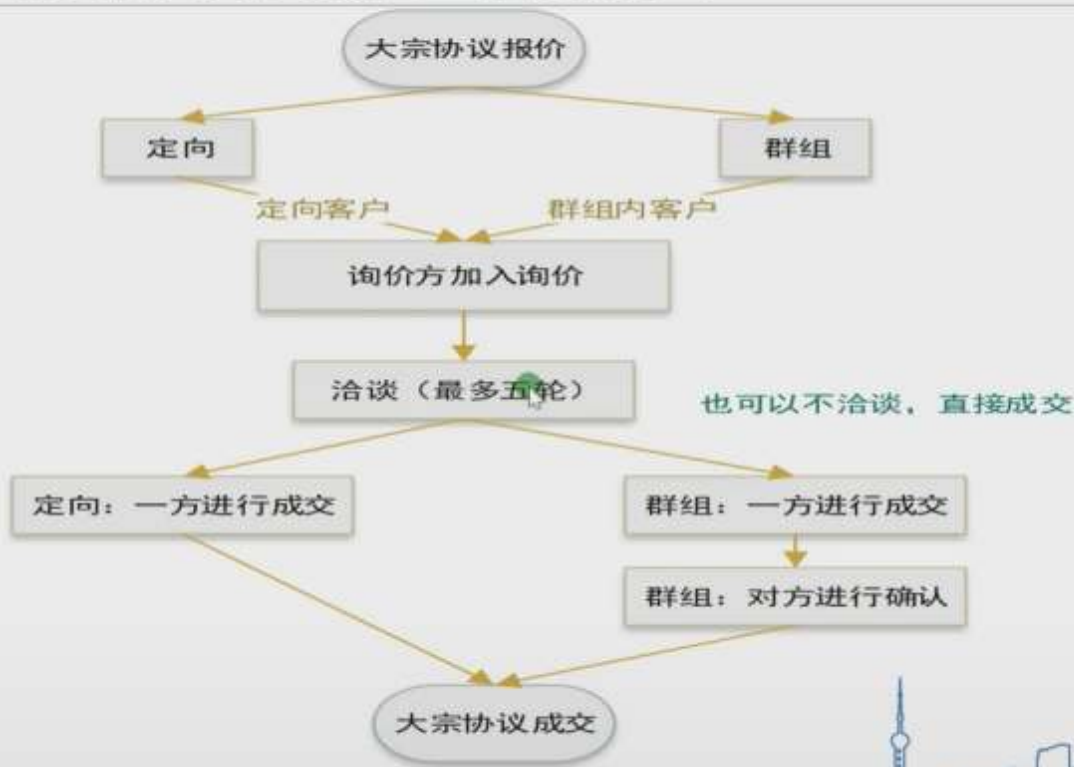 大宗协议报价
定向
群组
定向客户
群组内客户
询价方加入询价
洽谈（最多五轮）
也可以不洽谈，直接成交
定向：一方进行成交
群组：一方进行成交
群组：对方进行确认
大宗协议成交